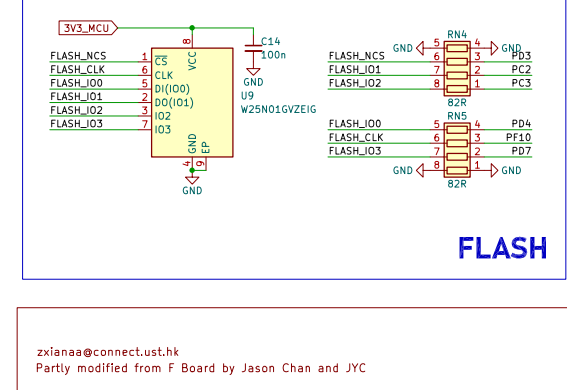 3V3_MCU
C14
100n
GND
U9
W25N01GVZEIG
8
VCC
FLASH_NCS 1 CS
FLASH_CLK 6 CLK
FLASH_IO0 5 DI(IO0)
FLASH_IO1 2 DO(IO1)
FLASH_IO2 3 IO2
FLASH_IO3 7 IO3
GND EP
4 9
GND
RN4
GND 5 4 GND
FLASH_NCS 6 3 PD3
FLASH_IO1 7 2 PC2
FLASH_IO2 8 1 PC3
82R
RN5
FLASH_IO0 5 4 PD4
FLASH_CLK 6 3 PF10
FLASH_IO3 7 2 PD7
GND 8 1 GND
82R
FLASH
zxianaa@connect.ust.hk
Partly modified from F Board by Jason Chan and JYC